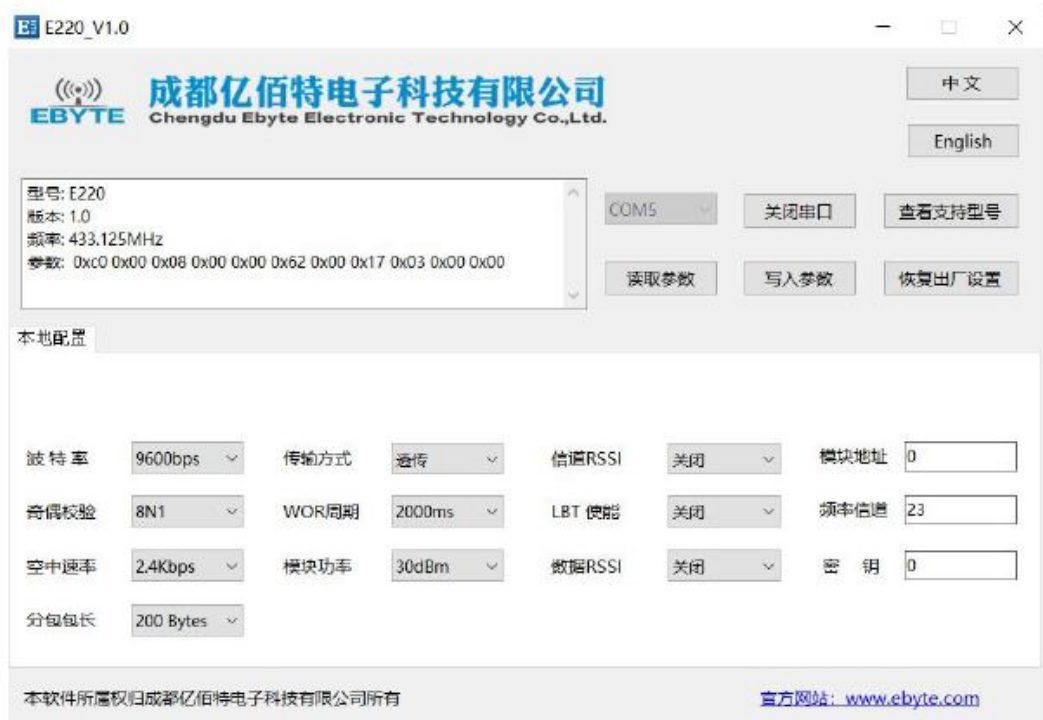 E220_V1.0
成都亿佰特电子科技有限公司
EBYTE
Chengdu Ebyte Electronic Technology Co.,Ltd.
中文
English
型号: E220
版本: 1.0
频率: 433.125MHz
参数: 0xc0 0x00 0x08 0x00 0x00 0x62 0x00 0x17 0x03 0x00 0x00
COM5 关闭串口 查看支持型号
读取参数 写入参数 恢复出厂设置
本地配置
波特率 9600bps 传输方式 透传 信道RSSI 关闭 模块地址 0
奇偶校验 8N1 WOR周期 2000ms LBT 使能 关闭 频率信道 23
空中速率 2.4Kbps 模块功率 30dBm 数据RSSI 关闭 密 钥 0
分包包长 200 Bytes
本软件所属权归成都亿佰特电子科技有限公司所有 官方网站: www.ebyte.com